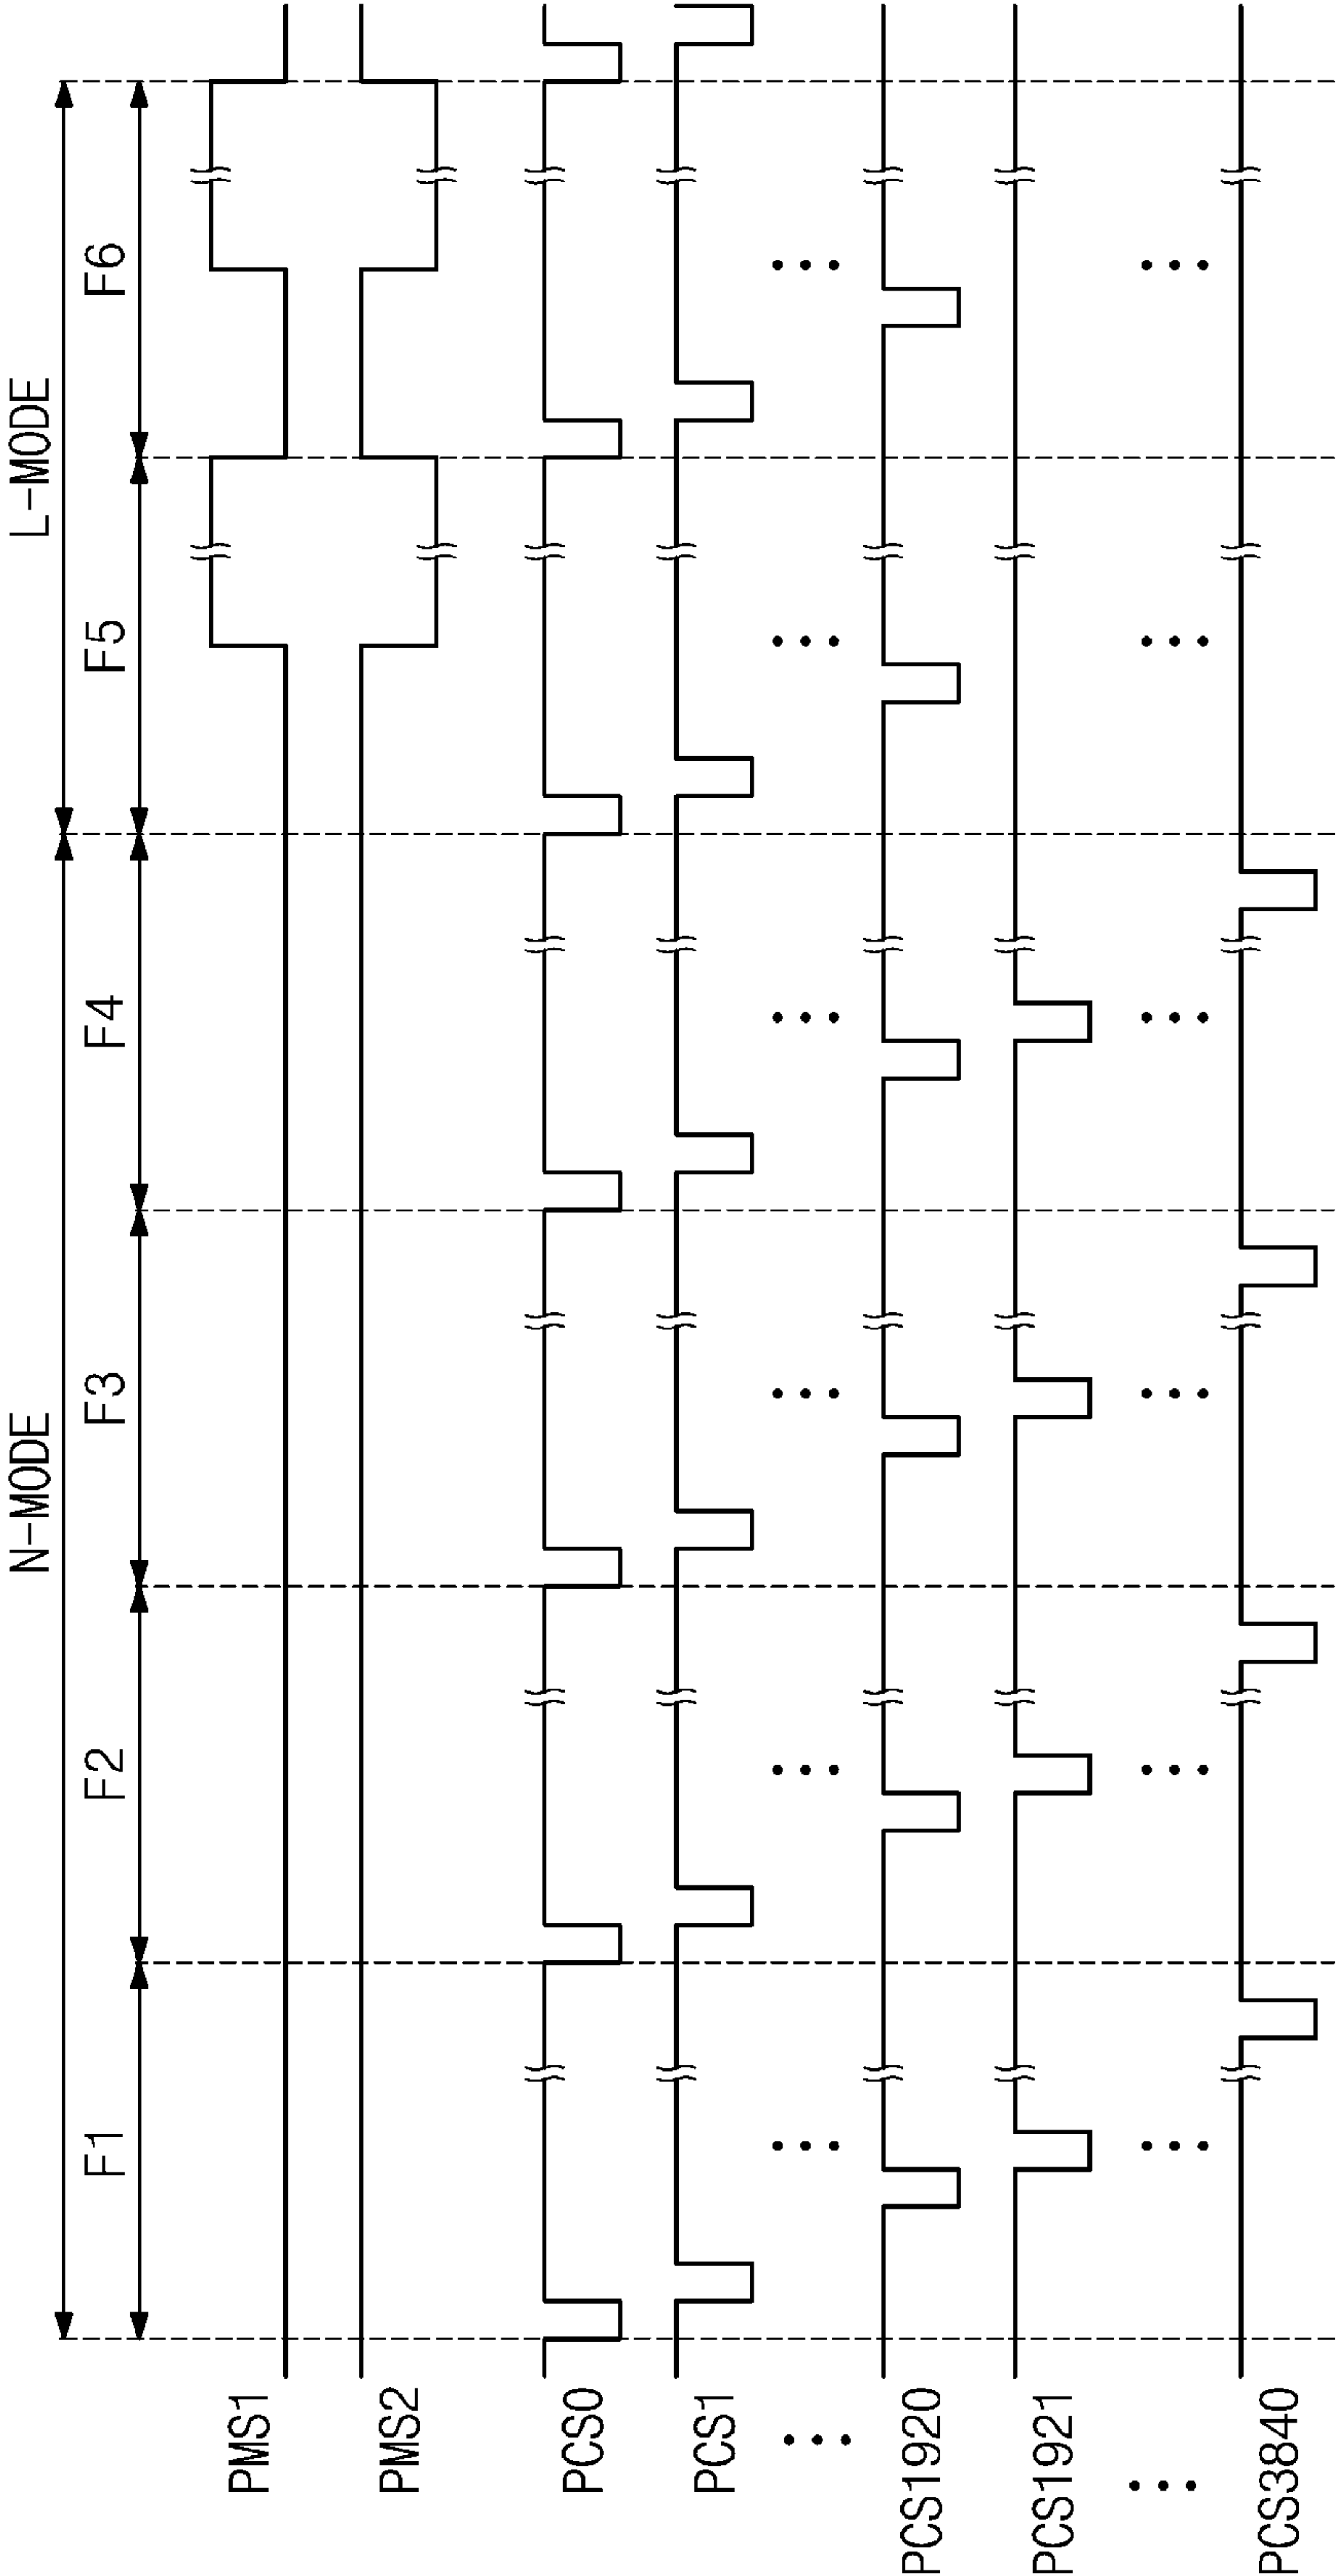 N-MODE
L-MODE
F1
F2
F3
F4
F5
F6
PMS1
PMS2
PCS0
PCS1
PCS1920
PCS1921
PCS3840